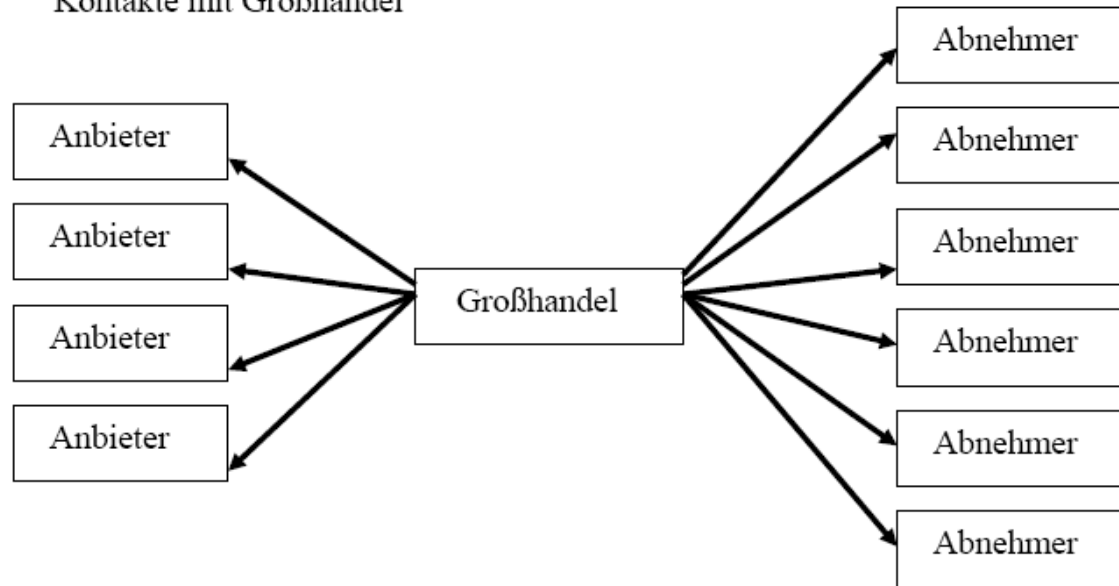 Kontakte mit Großhandel
Anbieter
Anbieter
Anbieter
Anbieter
Großhandel
Abnehmer
Abnehmer
Abnehmer
Abnehmer
Abnehmer
Abnehmer